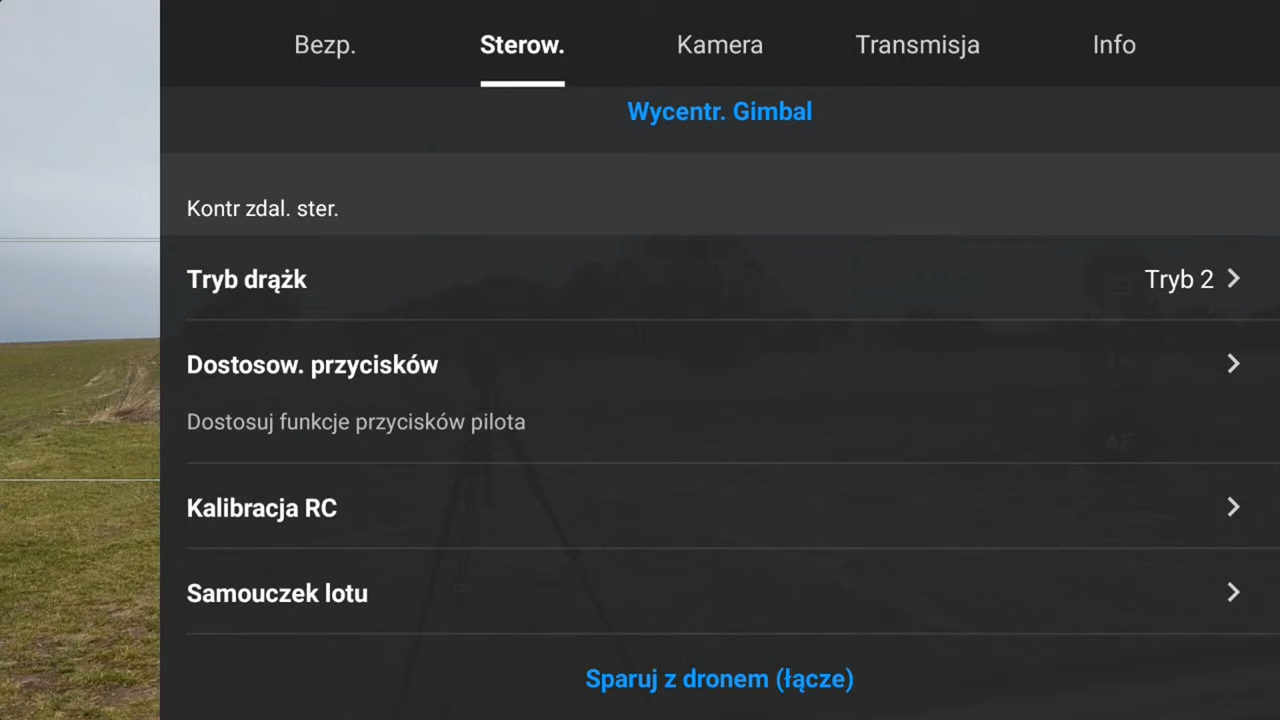 Bezp.
Sterow.
Kamera
Transmisja
Info
Wycentr. Gimbal
Kontr zdal. ster.
Tryb drążk
Tryb 2
Dostosow. przycisków
Dostosuj funkcje przycisków pilota
AF
Kalibracja RC
Samouczek lotu
Sparuj z dronem (łącze)